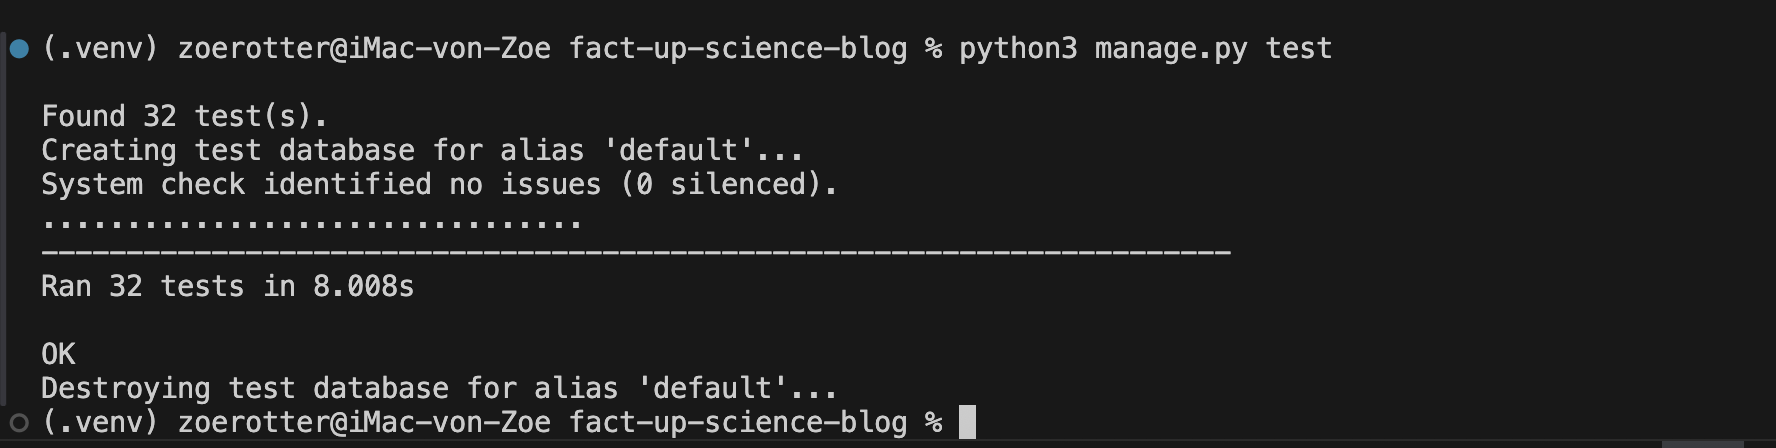 (.venv) zoerotter@iMac-von-Zoe fact-up-science-blog % python3 manage.py test
Found 32 test(s).
Creating test database for alias 'default'...
System check identified no issues (0 silenced).
................................
----------------------------------------------------------------------
Ran 32 tests in 8.008s
OK
Destroying test database for alias 'default'...
(.venv) zoerotter@iMac-von-Zoe fact-up-science-blog %